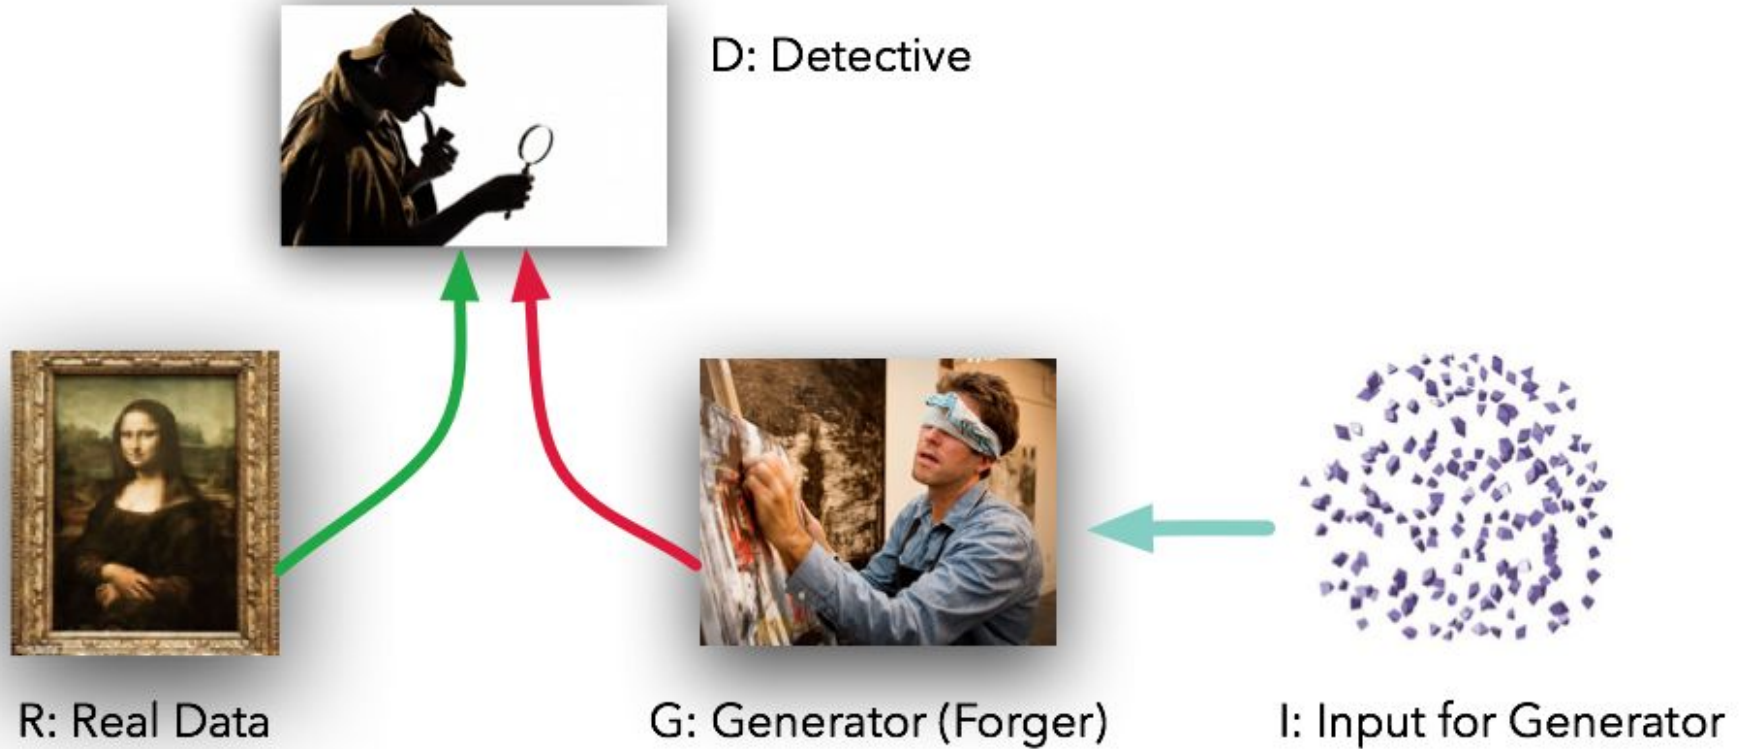 D: Detective
R: Real Data
G: Generator (Forger)
I: Input for Generator